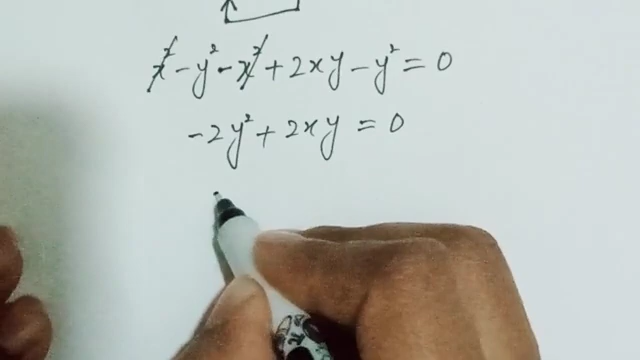 x² - y² - x² + 2xy - y² = 0
-2y² + 2xy = 0